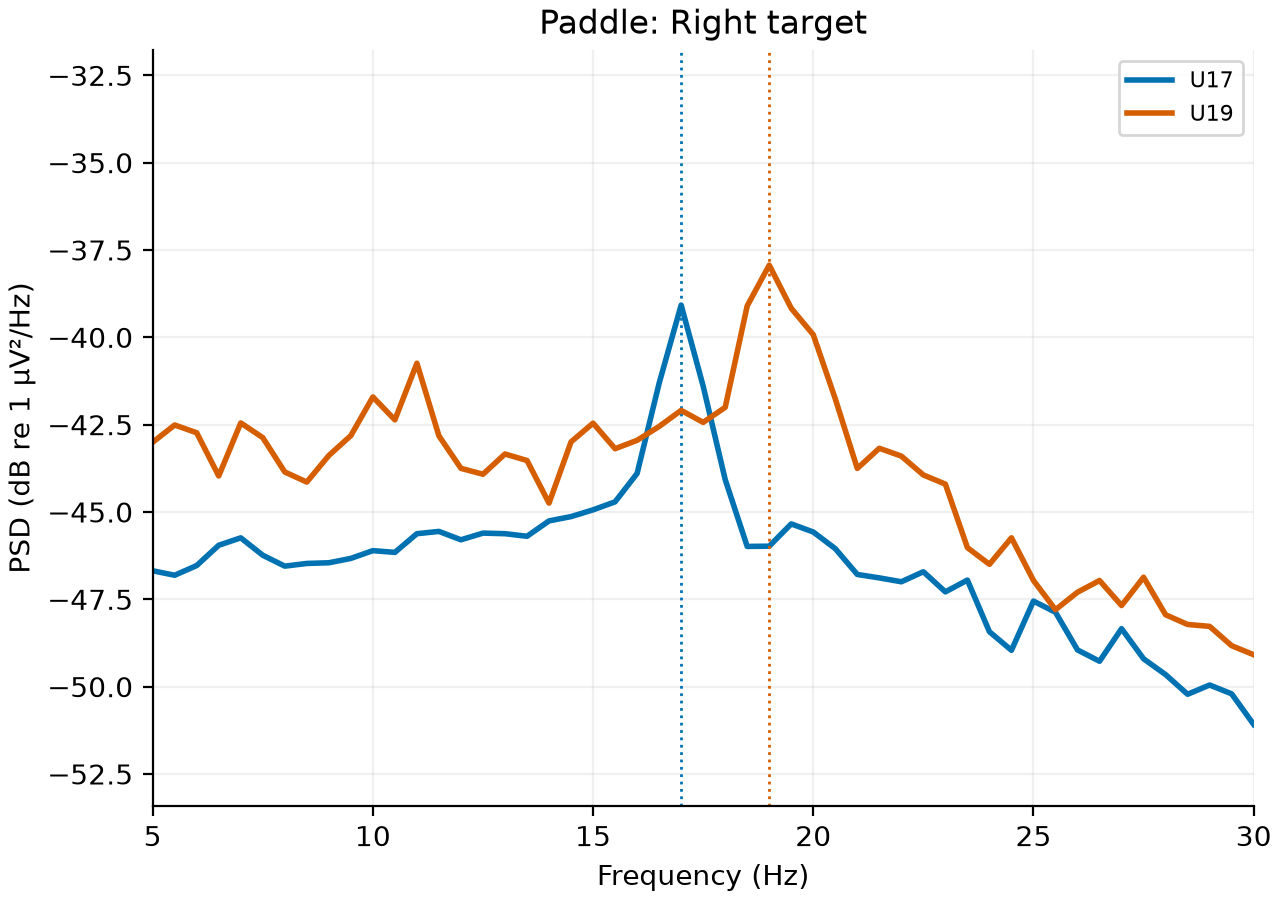 Paddle: Right target
U17
U19
PSD (dB re 1 µV²/Hz)
−32.5
−35.0
−37.5
−40.0
−42.5
−45.0
−47.5
−50.0
−52.5
5 10 15 20 25 30
Frequency (Hz)